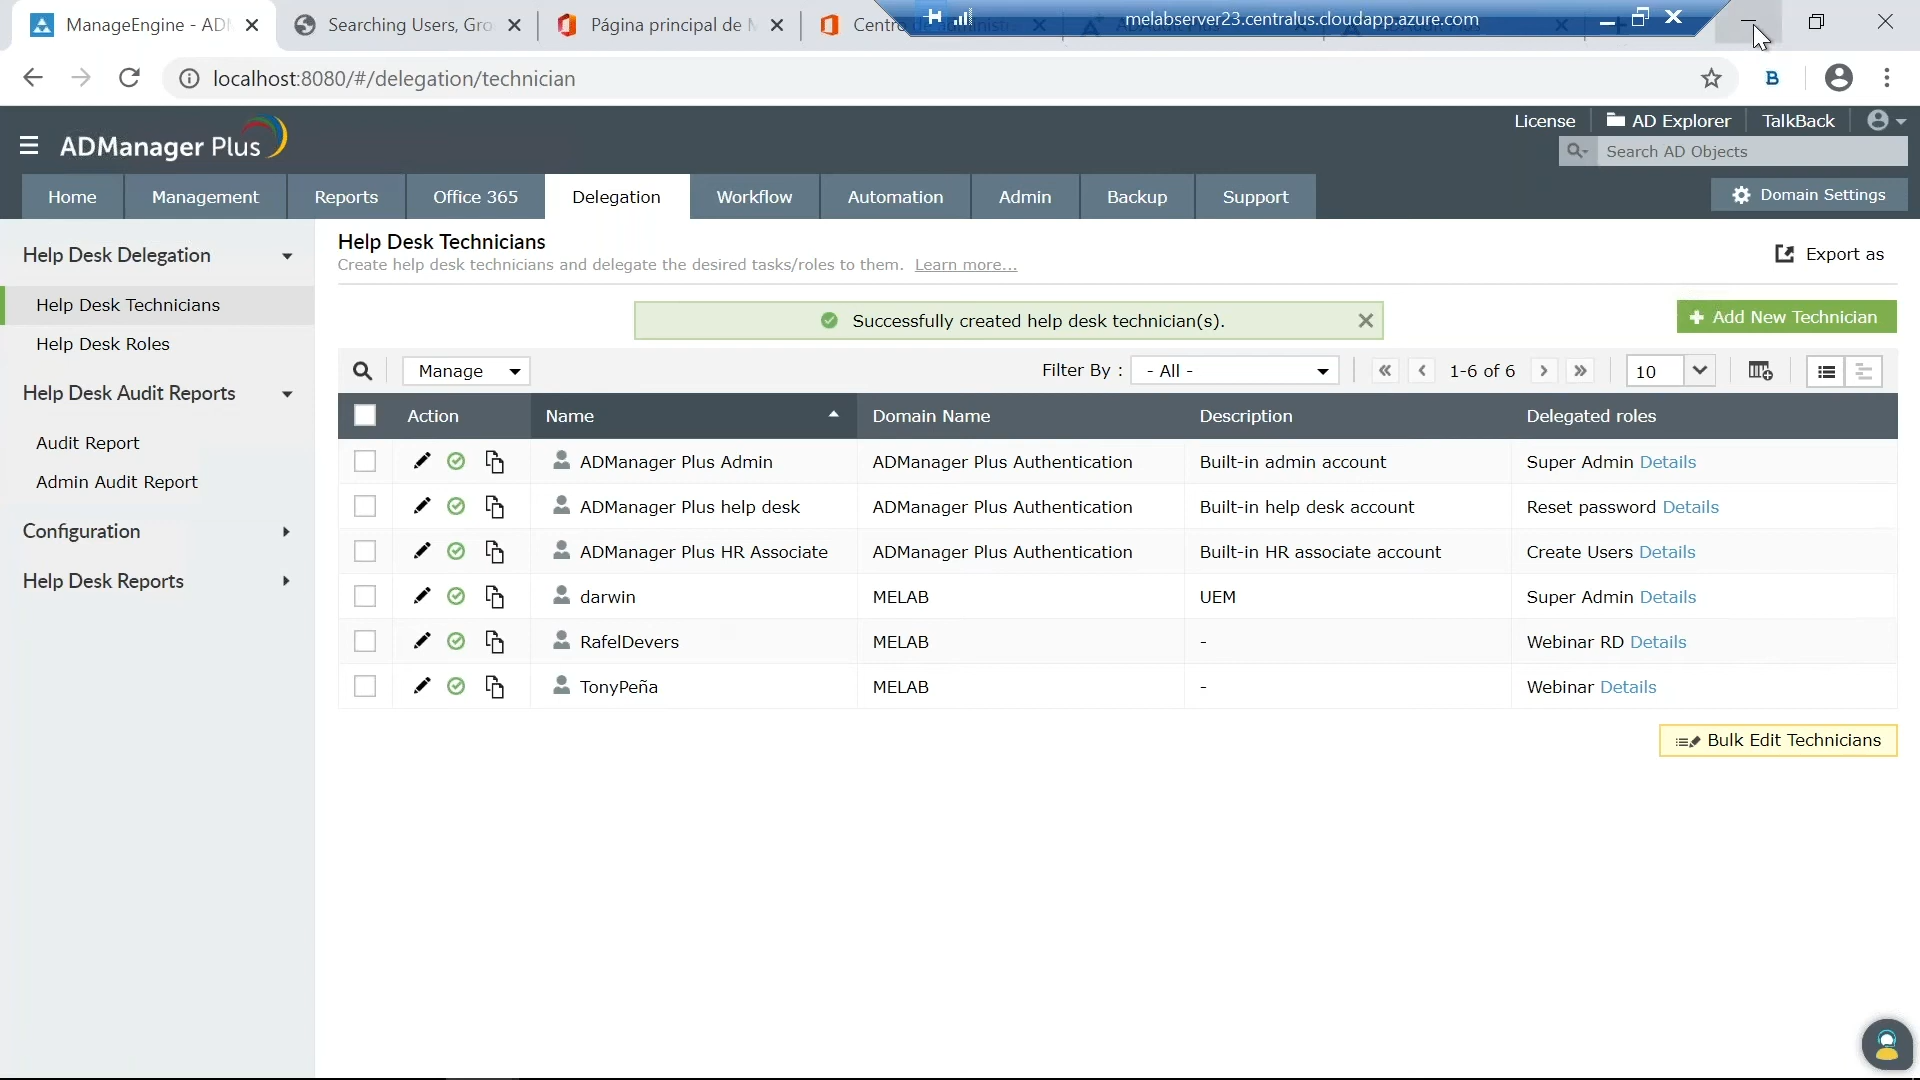 ManageEngine - AD
Searching Users, Gro
Página principal de
Centro
melabserver23.centralus.cloudapp.azure.com
localhost:8080/#/delegation/technician
License
AD Explorer
TalkBack
ADManager Plus
Search AD Objects
Home
Management
Reports
Office 365
Delegation
Workflow
Automation
Admin
Backup
Support
Domain Settings
Help Desk Delegation
Help Desk Technicians
Help Desk Roles
Help Desk Audit Reports
Audit Report
Admin Audit Report
Configuration
Help Desk Reports
Help Desk Technicians
Create help desk technicians and delegate the desired tasks/roles to them. Learn more...
Export as
Successfully created help desk technician(s).
Add New Technician
Manage
Filter By : - All -
1-6 of 6
10
Action Name Domain Name Description Delegated roles
ADManager Plus Admin ADManager Plus Authentication Built-in admin account Super Admin Details
ADManager Plus help desk ADManager Plus Authentication Built-in help desk account Reset password Details
ADManager Plus HR Associate ADManager Plus Authentication Built-in HR associate account Create Users Details
darwin MELAB UEM Super Admin Details
RafelDevers MELAB - Webinar RD Details
TonyPeña MELAB - Webinar Details
Bulk Edit Technicians